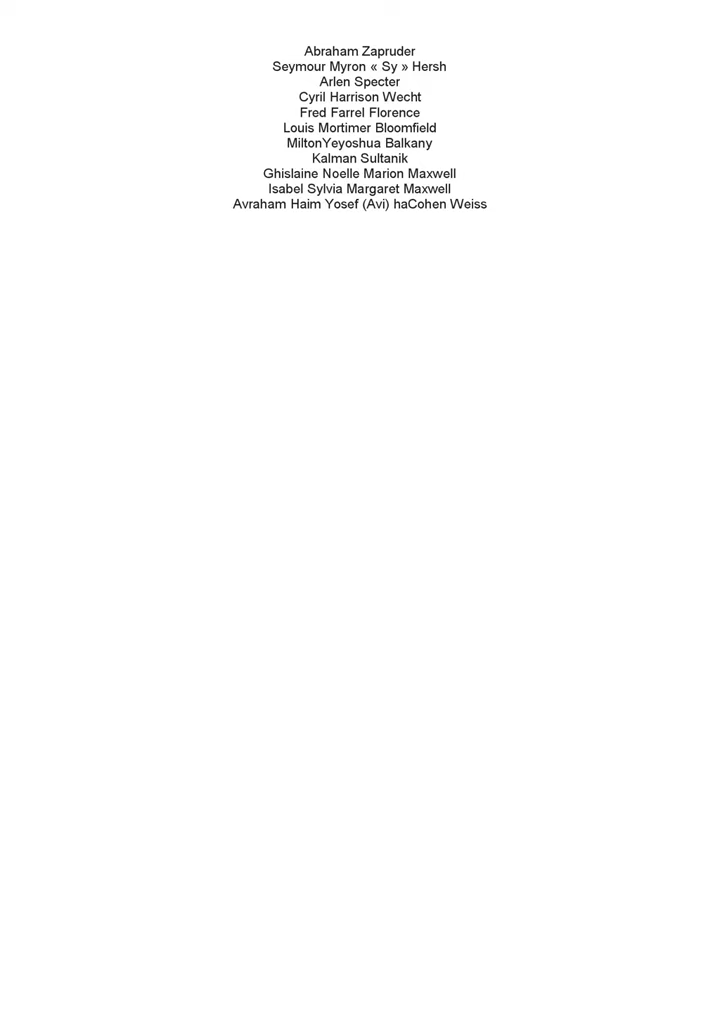 Abraham Zapruder
Seymour Myron « Sy » Hersh
Arlen Specter
Cyril Harrison Wecht
Fred Farrel Florence
Louis Mortimer Bloomfield
MiltonYeyoshua Balkany
Kalman Sultanik
Ghislaine Noelle Marion Maxwell
Isabel Sylvia Margaret Maxwell
Avraham Haim Yosef (Avi) haCohen Weiss